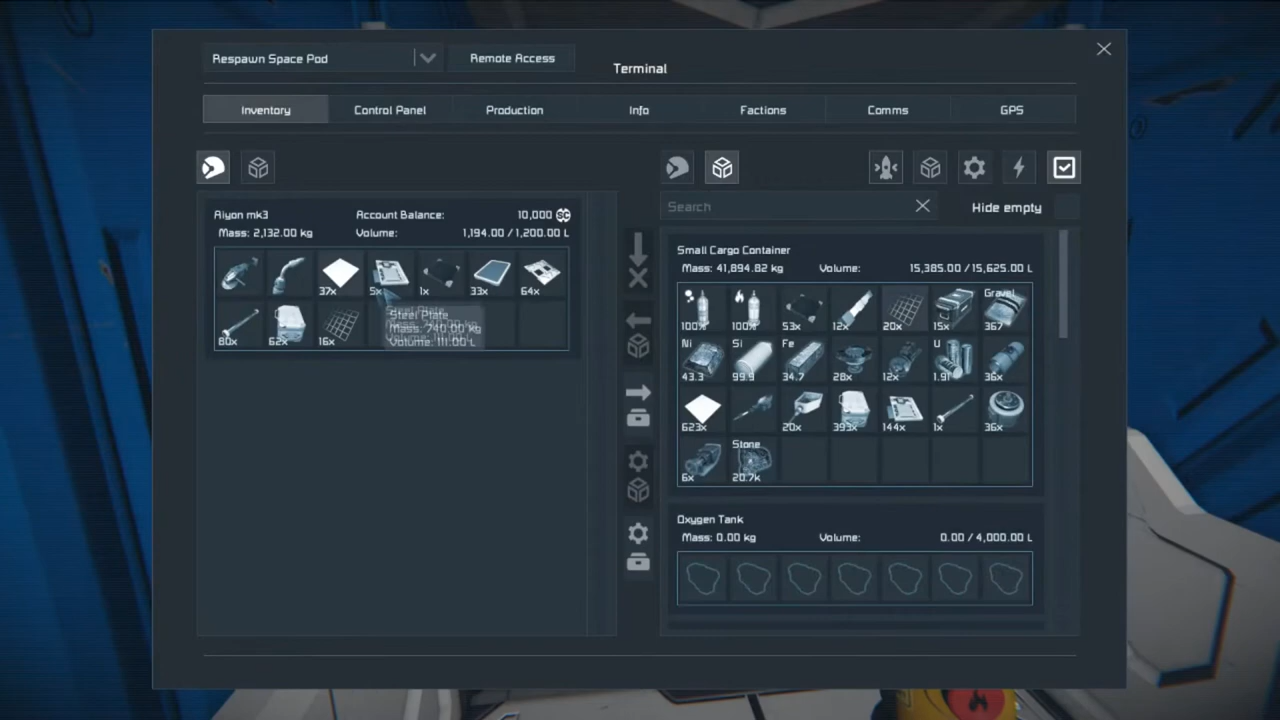 Respawn Space Pod
Remote Access
Terminal
Inventory
Control Panel
Production
Info
Factions
Comms
GPS
Aiyon mk3
Account Balance:
10,000 SC
Mass: 2,132.00 kg
Volume:
1,194.00 / 1,200.00 L
37x
5x
1x
33x
64x
80x
62x
16x
Steel Plate
Mass: 740.00 kg
Volume: 111.00 L
Search
Hide empty
Small Cargo Container
Mass: 41,894.82 kg
Volume:
15,385.00 / 15,625.00 L
100%
100%
53x
12x
20x
15x
Gravel
367
Ni
43.3
Si
99.9
Fe
34.7
28x
12x
U
1.91
36x
623x
20x
393x
144x
1x
36x
6x
Stone
20.7k
Oxygen Tank
Mass: 0.00 kg
Volume:
0.00 / 4,000.00 L